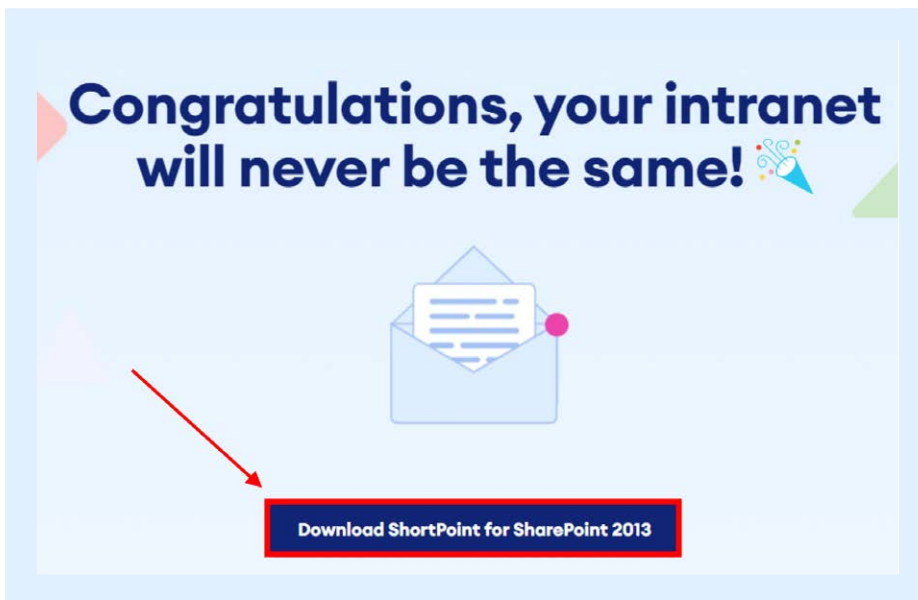 Congratulations, your intranet
will never be the same!
Download ShortPoint for SharePoint 2013